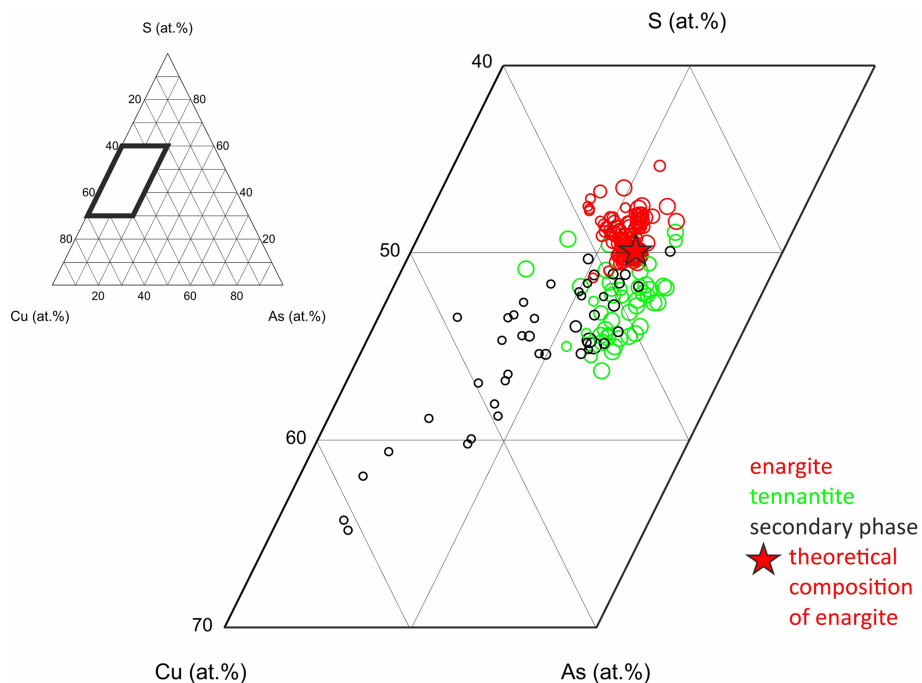 S (at.%)
20
80
40
60
60
40
80
20
20
40
60
80
Cu (at.%)
As (at.%)
S (at.%)
40
50
60
70
Cu (at.%)
As (at.%)
enargite
tennantite
secondary phase
theoretical
composition
of enargite